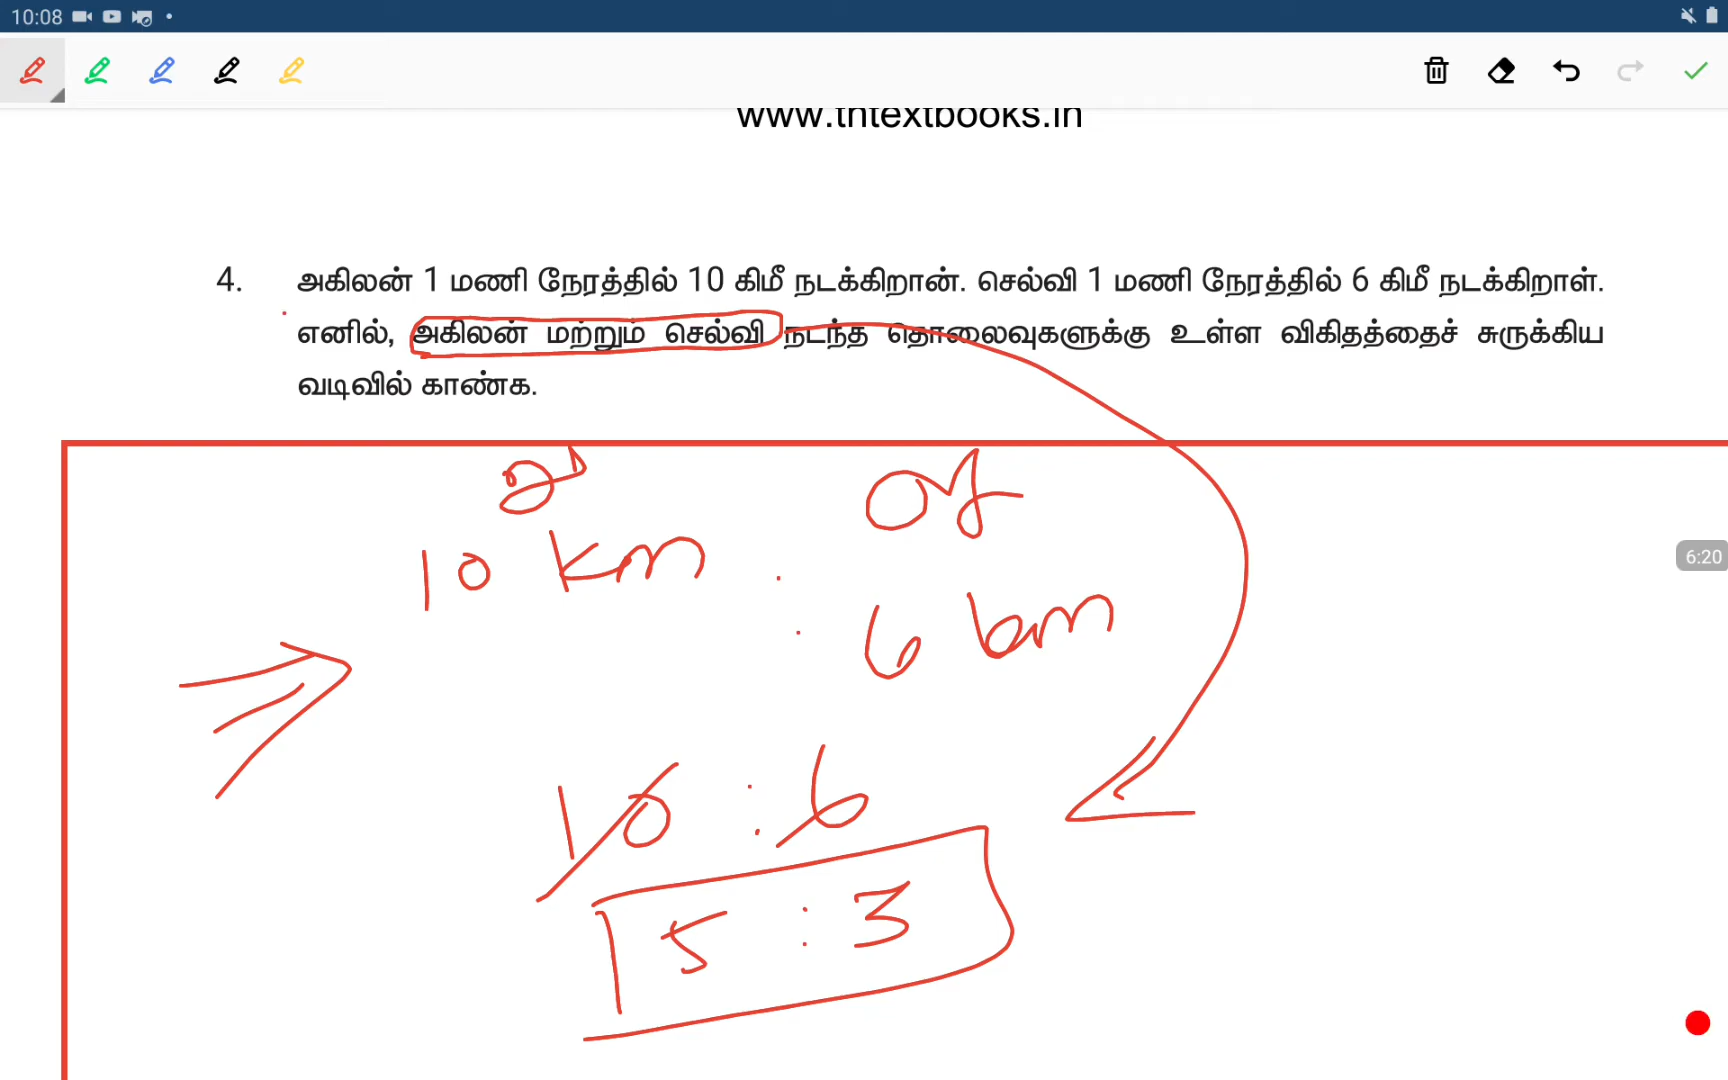 10:08
www.tntextbooks.in
4. அகிலன் 1 மணி நேரத்தில் 10 கிமீ நடக்கிறான். செல்வி 1 மணி நேரத்தில் 6 கிமீ நடக்கிறாள்.
எனில், அகிலன் மற்றும் செல்வி நடந்த தொலைவுகளுக்கு உள்ள விகிதத்தைச் சுருக்கிய
வடிவில் காண்க.
10 km : 6 km
6:20
10 : 6
5 : 3